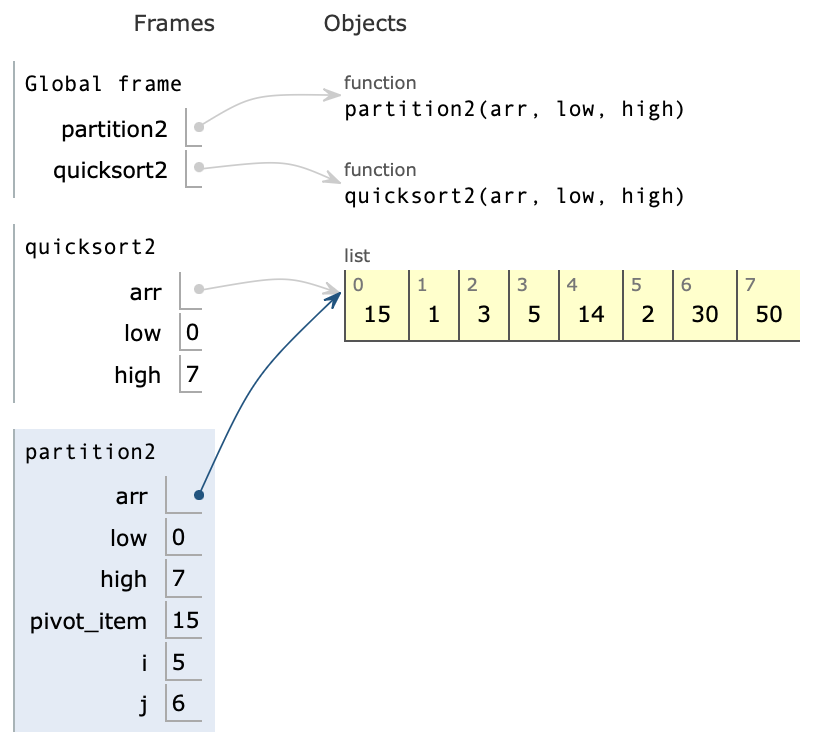 Frames Objects
Global frame
function
partition2(arr, low, high)
partition2
function
quicksort2
quicksort2(arr, low, high)
quicksort2
list
0 1 2 3 4 5 6 7
15 1 3 5 14 2 30 50
arr
low 0
high 7
partition2
arr
low 0
high 7
pivot_item 15
i 5
j 6